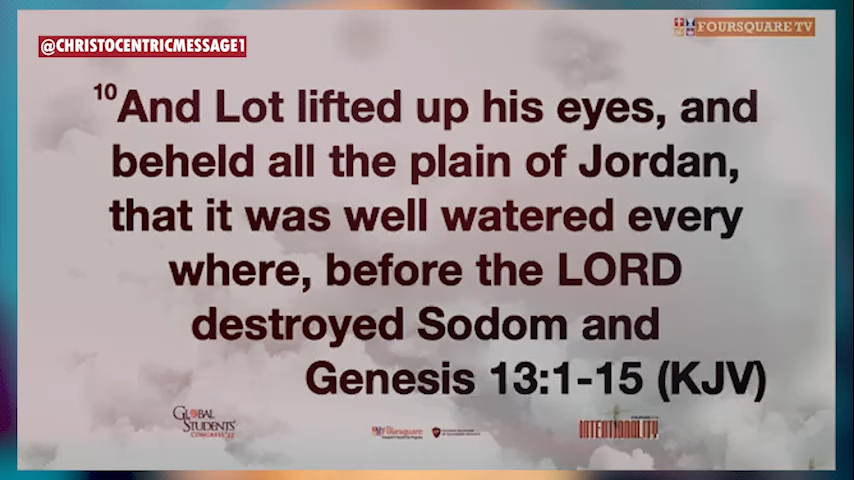 @CHRISTOCENTRICMESSAGE1
FOURSQUARE TV
10And Lot lifted up his eyes, and
beheld all the plain of Jordan,
that it was well watered every
where, before the LORD
destroyed Sodom and
Genesis 13:1-15 (KJV)
GLOBAL
STUDENTS'
Foursquare
INTENTIONALITY